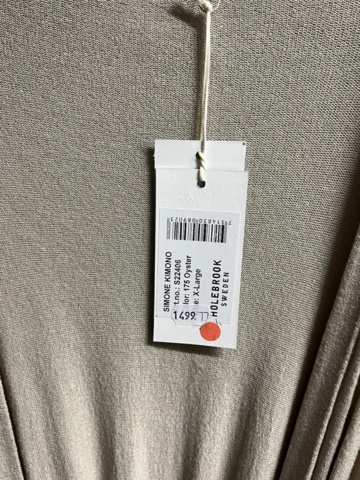 SIMONE KIMONO
t.no.: S22406
lor: 175 Oyster
e: X-Large
1499
HOLEBROOK
SWEDEN